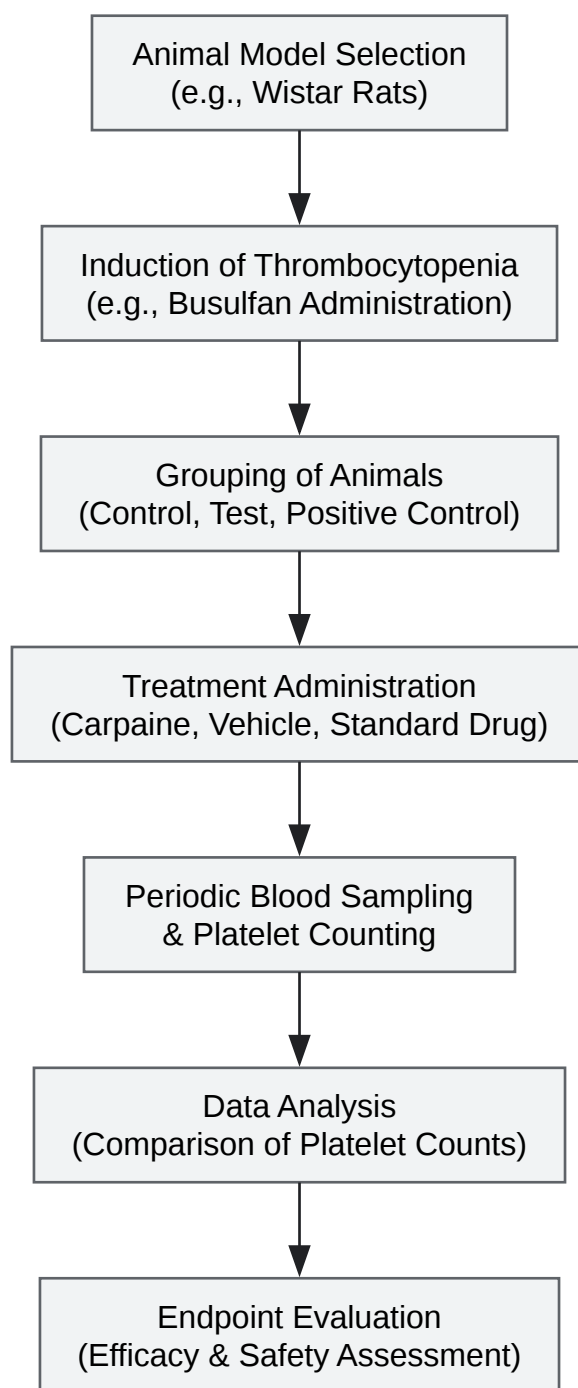 Animal Model Selection
(e.g., Wistar Rats)
Induction of Thrombocytopenia
(e.g., Busulfan Administration)
Grouping of Animals
(Control, Test, Positive Control)
Treatment Administration
(Carpaine, Vehicle, Standard Drug)
Periodic Blood Sampling
& Platelet Counting
Data Analysis
(Comparison of Platelet Counts)
Endpoint Evaluation
(Efficacy & Safety Assessment)